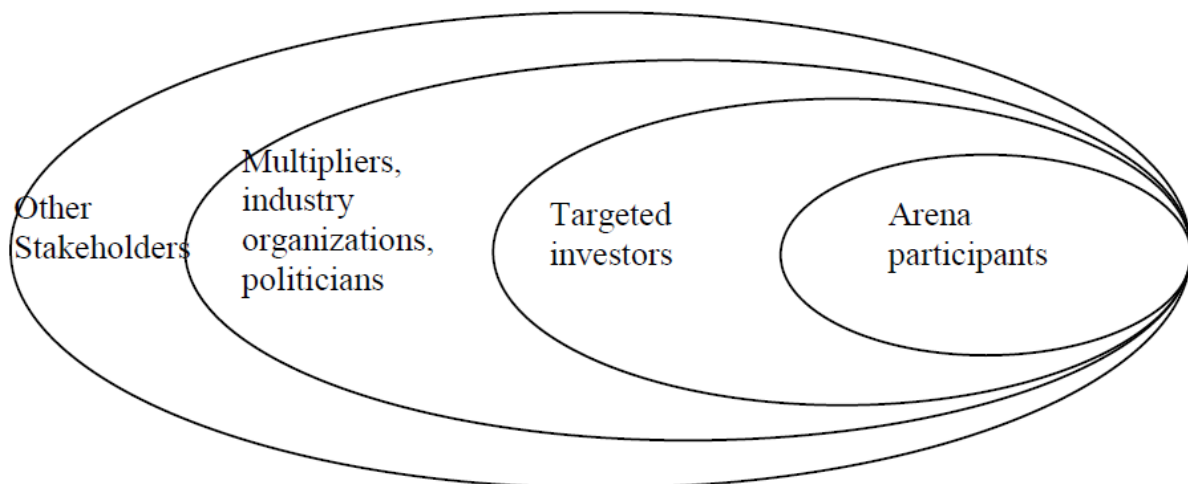 Other
Stakeholders
Multipliers,
industry
organizations,
politicians
Targeted
investors
Arena
participants